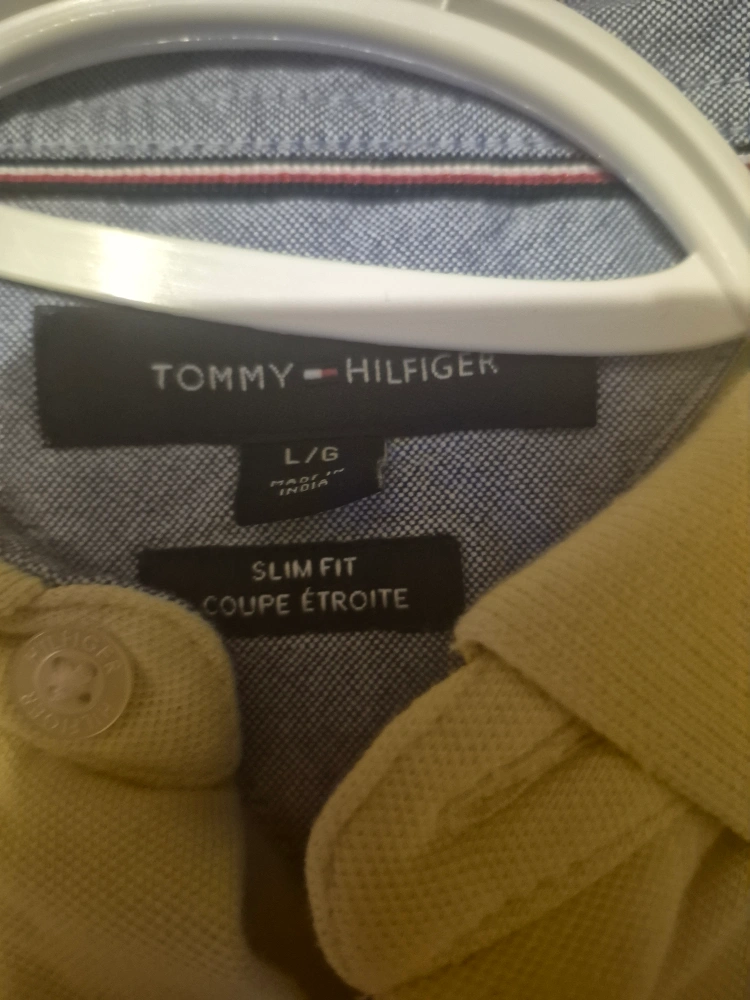 TOMMY HILFIGER
L/G
MADE IN
INDIA
SLIM FIT
COUPE ÉTROITE